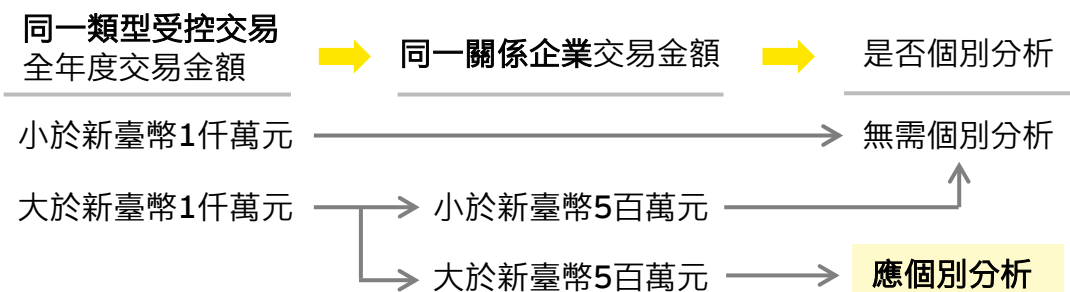 同一類型受控交易
全年度交易金額
同一關係企業交易金額
是否個別分析
小於新臺幣1仟萬元
無需個別分析
大於新臺幣1仟萬元
小於新臺幣5百萬元
大於新臺幣5百萬元
應個別分析